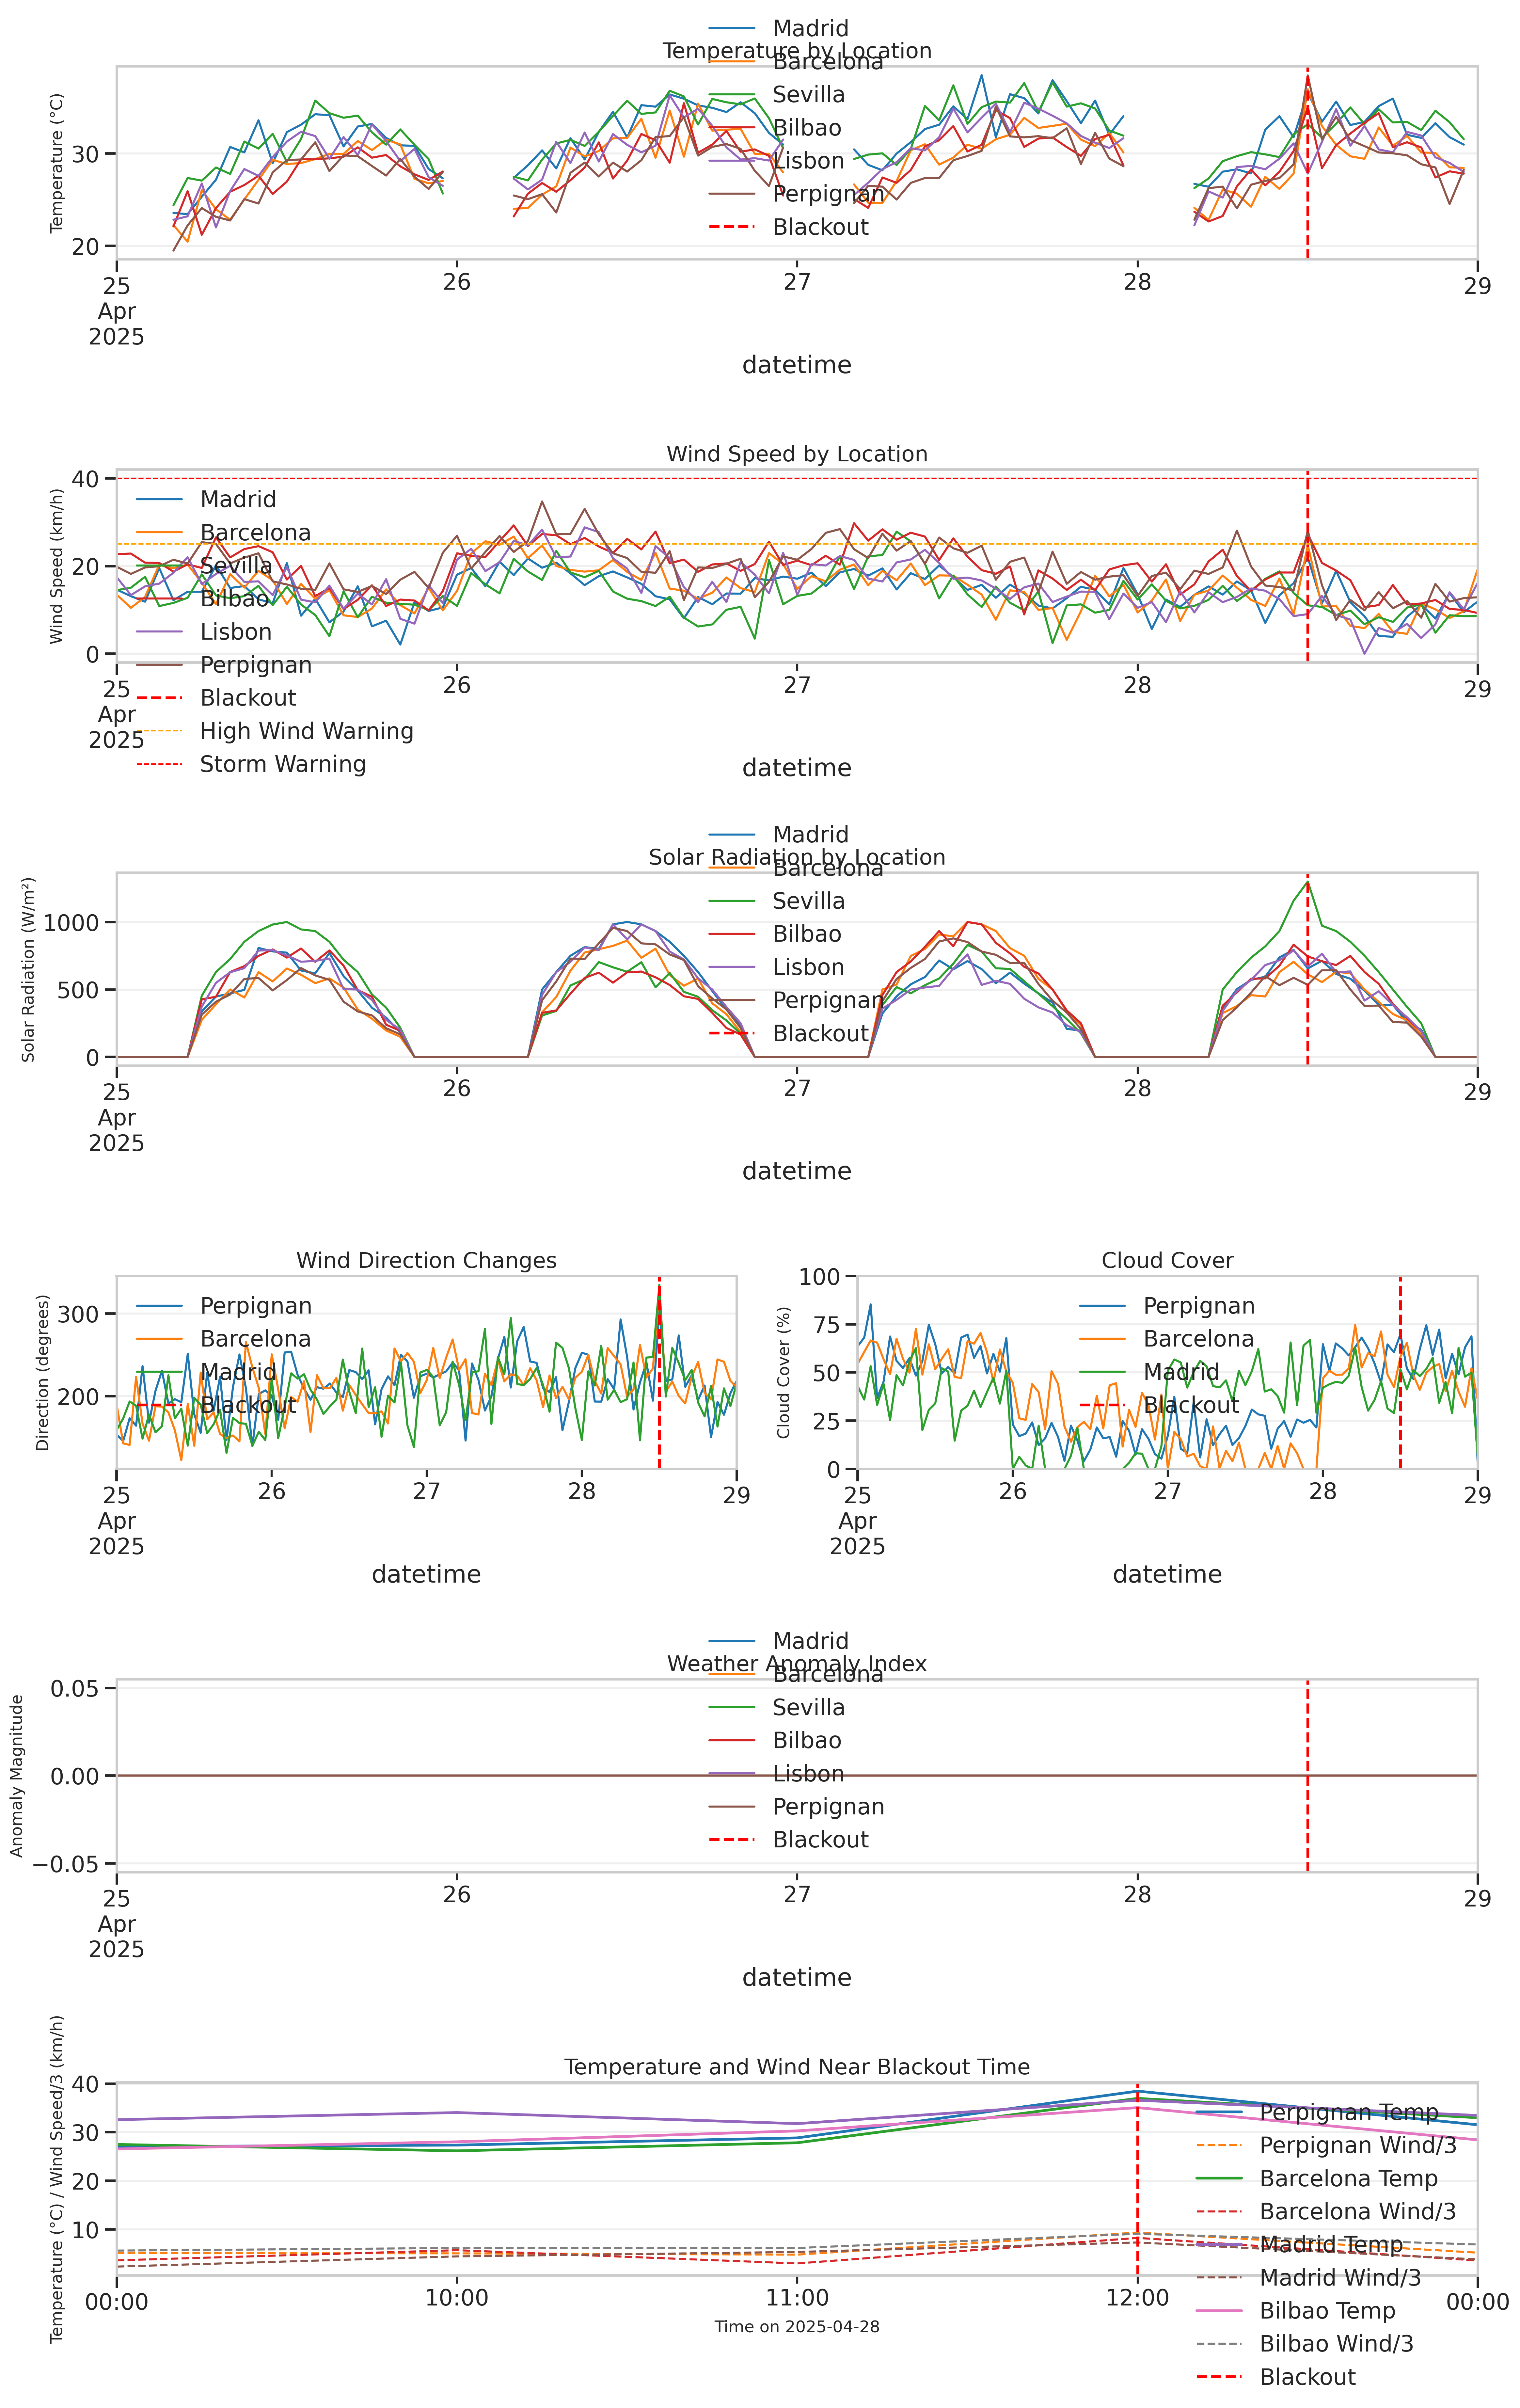 Madrid
Temperature by Location
Barcelona
Sevilla
Bilbao
Lisbon
Perpignan
Blackout
Temperature (°C)
30
20
25
Apr
2025
26
27
28
29
datetime
Wind Speed by Location
Wind Speed (km/h)
40
20
0
Madrid
Barcelona
Sevilla
Bilbao
Lisbon
Perpignan
Blackout
High Wind Warning
Storm Warning
25
Apr
2025
26
27
28
29
datetime
Madrid
Solar Radiation by Location
Barcelona
Sevilla
Bilbao
Lisbon
Perpignan
Blackout
Solar Radiation (W/m²)
1000
500
0
25
Apr
2025
26
27
28
29
datetime
Wind Direction Changes
Direction (degrees)
300
200
Perpignan
Barcelona
Madrid
Blackout
25
Apr
2025
26
27
28
29
datetime
Cloud Cover
Cloud Cover (%)
100
75
50
25
0
Perpignan
Barcelona
Madrid
Blackout
25
Apr
2025
26
27
28
29
datetime
Madrid
Weather Anomaly Index
Barcelona
Sevilla
Bilbao
Lisbon
Perpignan
Blackout
Anomaly Magnitude
0.05
0.00
−0.05
25
Apr
2025
26
27
28
29
datetime
Temperature and Wind Near Blackout Time
Temperature (°C) / Wind Speed/3 (km/h)
40
30
20
10
Perpignan Temp
Perpignan Wind/3
Barcelona Temp
Barcelona Wind/3
Madrid Temp
Madrid Wind/3
Bilbao Temp
Bilbao Wind/3
Blackout
00:00
10:00
11:00
12:00
00:00
Time on 2025-04-28